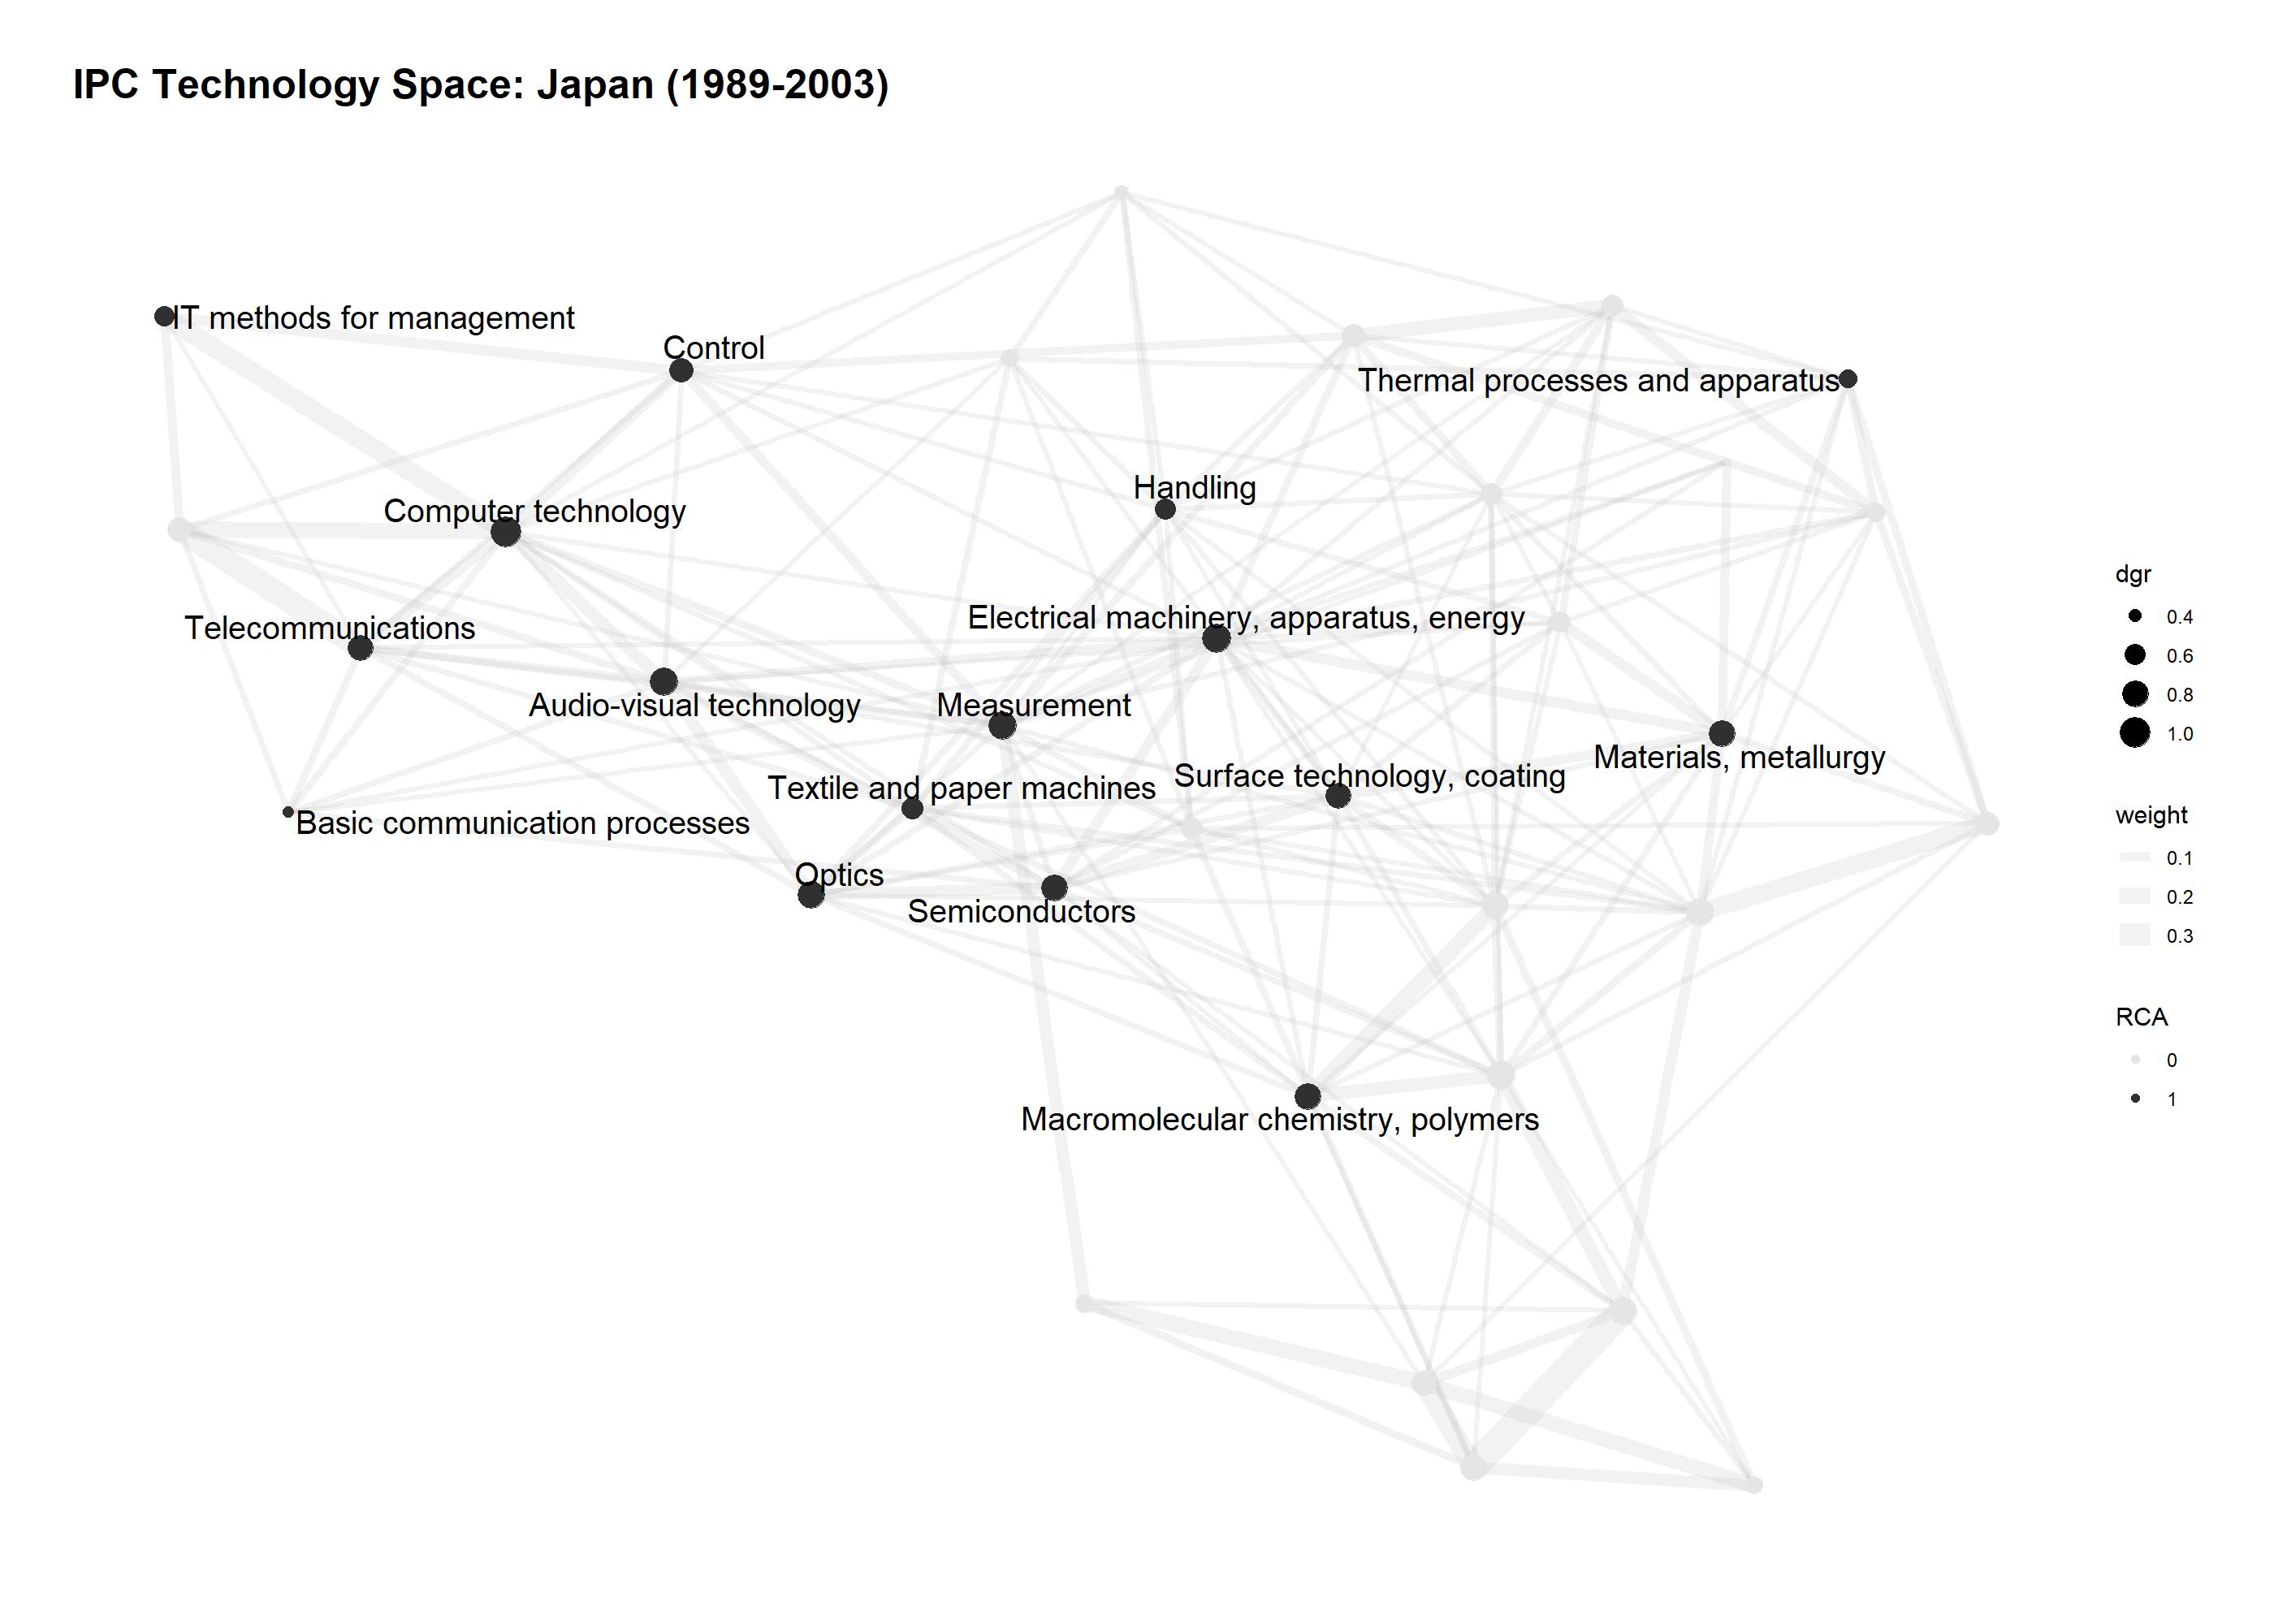 IPC Technology Space: Japan (1989-2003)
IT methods for management
Control
Thermal processes and apparatus
Handling
Computer technology
Electrical machinery, apparatus, energy
Telecommunications
Audio-visual technology
Measurement
Materials, metallurgy
Surface technology, coating
Textile and paper machines
Basic communication processes
Optics
Semiconductors
Macromolecular chemistry, polymers
dgr
0.4
0.6
0.8
1.0
weight
0.1
0.2
0.3
RCA
0
1